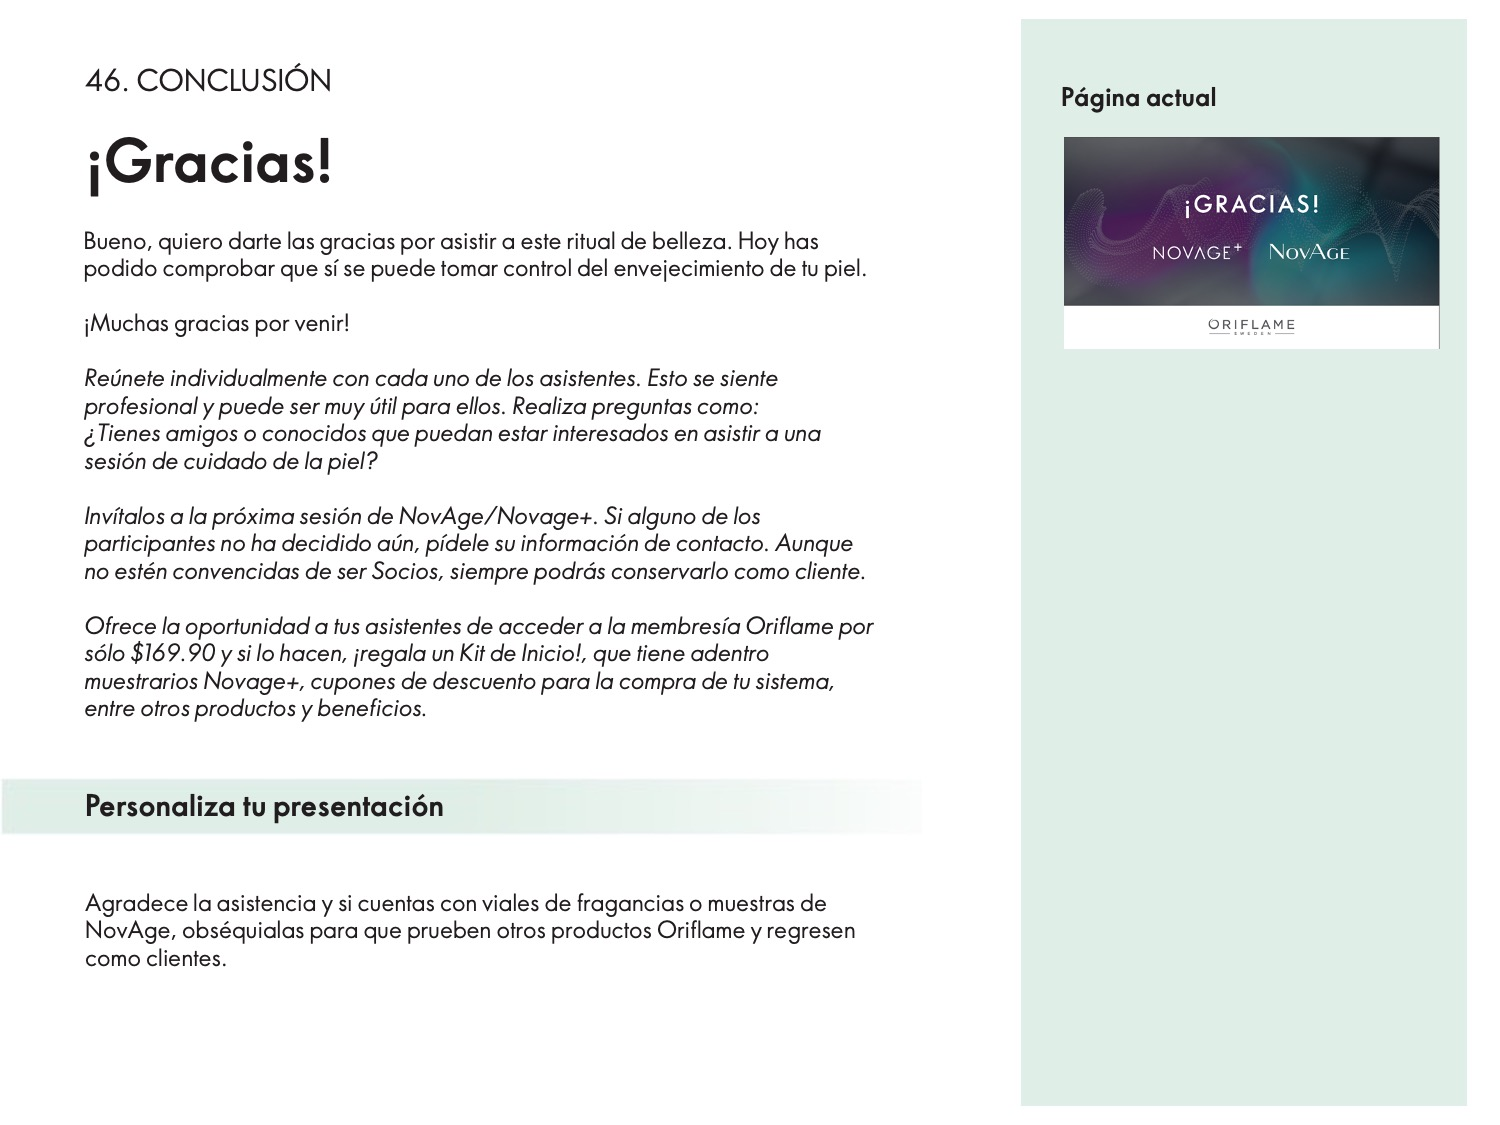 46. CONCLUSIÓN
¡Gracias!
Bueno, quiero darte las gracias por asistir a este ritual de belleza. Hoy has
podido comprobar que sí se puede tomar control del envejecimiento de tu piel.
¡Muchas gracias por venir!
Reúnete individualmente con cada uno de los asistentes. Esto se siente
profesional y puede ser muy útil para ellos. Realiza preguntas como:
¿Tienes amigos o conocidos que puedan estar interesados en asistir a una
sesión de cuidado de la piel?
Invítalos a la próxima sesión de NovAge/Novage+. Si alguno de los
participantes no ha decidido aún, pídele su información de contacto. Aunque
no estén convencidas de ser Socios, siempre podrás conservarlo como cliente.
Ofrece la oportunidad a tus asistentes de acceder a la membresía Oriflame por
sólo $169.90 y si lo hacen, ¡regala un Kit de Inicio!, que tiene adentro
muestrarios Novage+, cupones de descuento para la compra de tu sistema,
entre otros productos y beneficios.
Personaliza tu presentación
Agradece la asistencia y si cuentas con viales de fragancias o muestras de
NovAge, obséquialas para que prueben otros productos Oriflame y regresen
como clientes.
Página actual
¡GRACIAS!
NOVAGE+ NOVAGE
ORIFLAME
SWEDEN